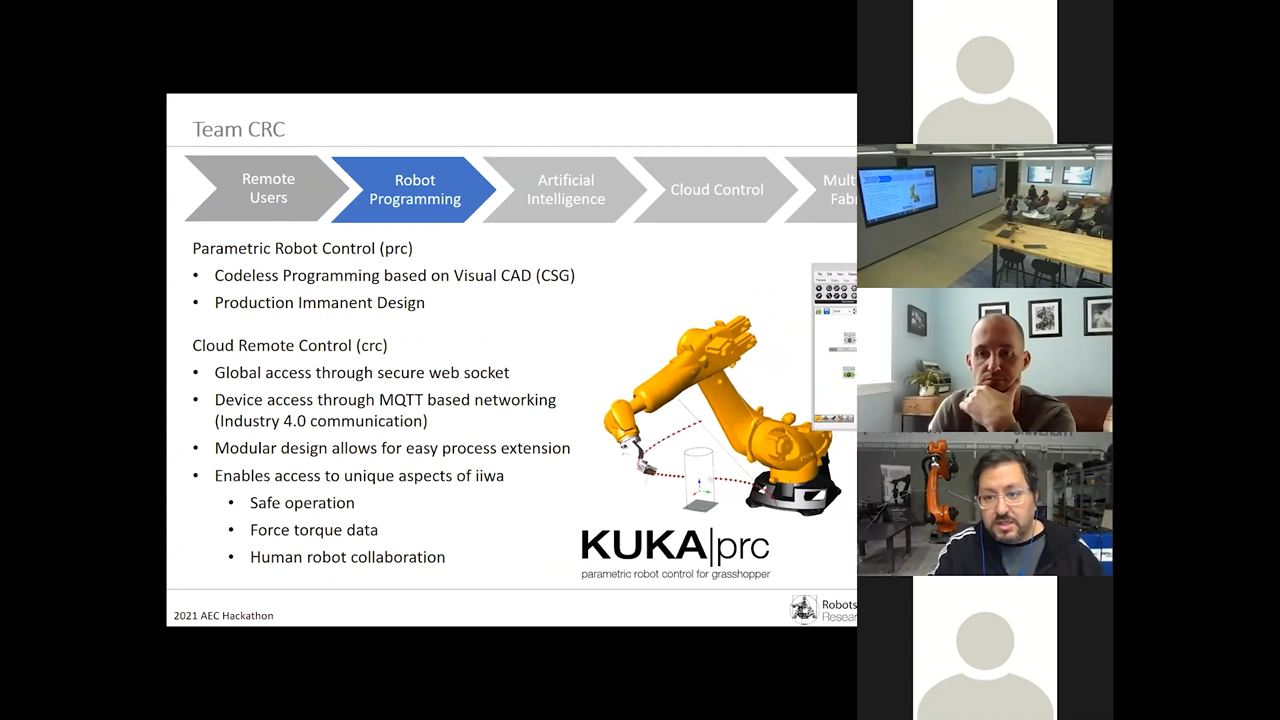 Team CRC
Remote
Users
Robot
Programming
Artificial
Intelligence
Cloud Control
Mult
Fab
Parametric Robot Control (prc)
• Codeless Programming based on Visual CAD (CSG)
• Production Immanent Design
Cloud Remote Control (crc)
• Global access through secure web socket
• Device access through MQTT based networking
(Industry 4.0 communication)
• Modular design allows for easy process extension
• Enables access to unique aspects of iiwa
• Safe operation
• Force torque data
• Human robot collaboration
KUKA|prc
parametric robot control for grasshopper
2021 AEC Hackathon
Robots
Resear